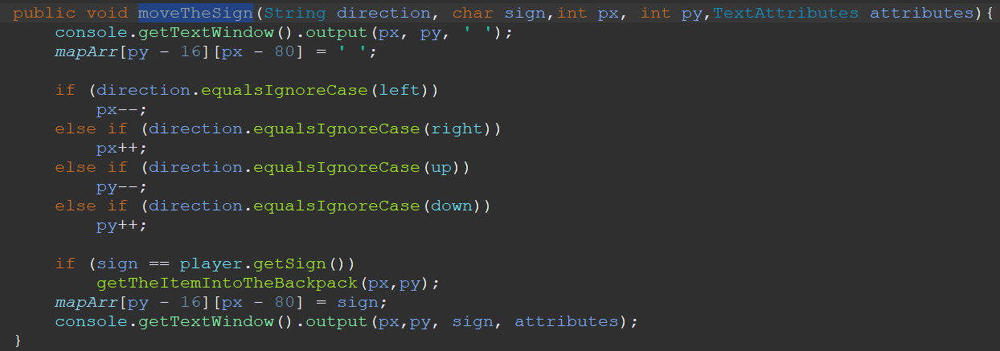 public void moveTheSign(String direction, char sign,int px, int py,TextAttributes attributes){
    console.getTextWindow().output(px, py, ' ');
    mapArr[py - 16][px - 80] = ' ';

    if (direction.equalsIgnoreCase(left))
        px--;
    else if (direction.equalsIgnoreCase(right))
        px++;
    else if (direction.equalsIgnoreCase(up))
        py--;
    else if (direction.equalsIgnoreCase(down))
        py++;

    if (sign == player.getSign())
        getTheItemIntoTheBackpack(px,py);
    mapArr[py - 16][px - 80] = sign;
    console.getTextWindow().output(px,py, sign, attributes);
}